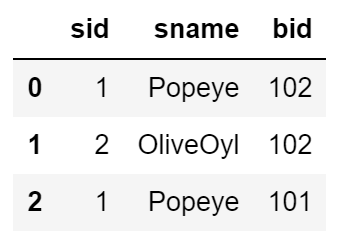 sid sname bid
0 1 Popeye 102
1 2 OliveOyl 102
2 1 Popeye 101